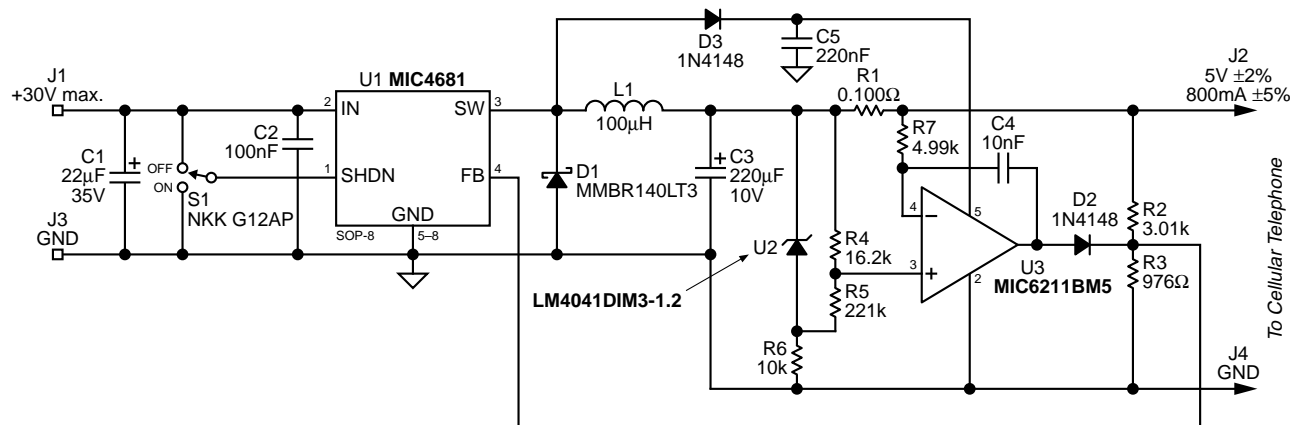 D3
1N4148
C5
220nF
J1
+30V max.
U1 MIC4681
2
IN
SW
3
1
SHDN
FB
4
GND
SOP-8
5–8
C1
22µF
35V
+
OFF
ON
S1
NKK G12AP
C2
100nF
J3
GND
L1
100µH
D1
MMBR140LT3
C3
220µF
10V
+
R1
0.100Ω
J2
5V ±2%
800mA ±5%
R7
4.99k
C4
10nF
U2
LM4041DIM3-1.2
R4
16.2k
R5
221k
R6
10k
4
−
5
3
+
2
U3
MIC6211BM5
D2
1N4148
R2
3.01k
R3
976Ω
J4
GND
To Cellular Telephone